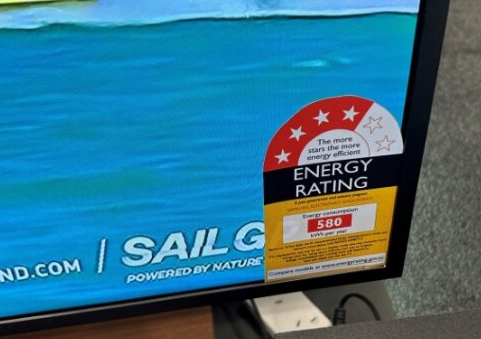 The more
stars the more
energy efficient
ENERGY
RATING
Energy consumption
580
kWh per year
Compare models at www.energyrating.gov.au
SAIL G
ND.COM
POWERED BY NATURE